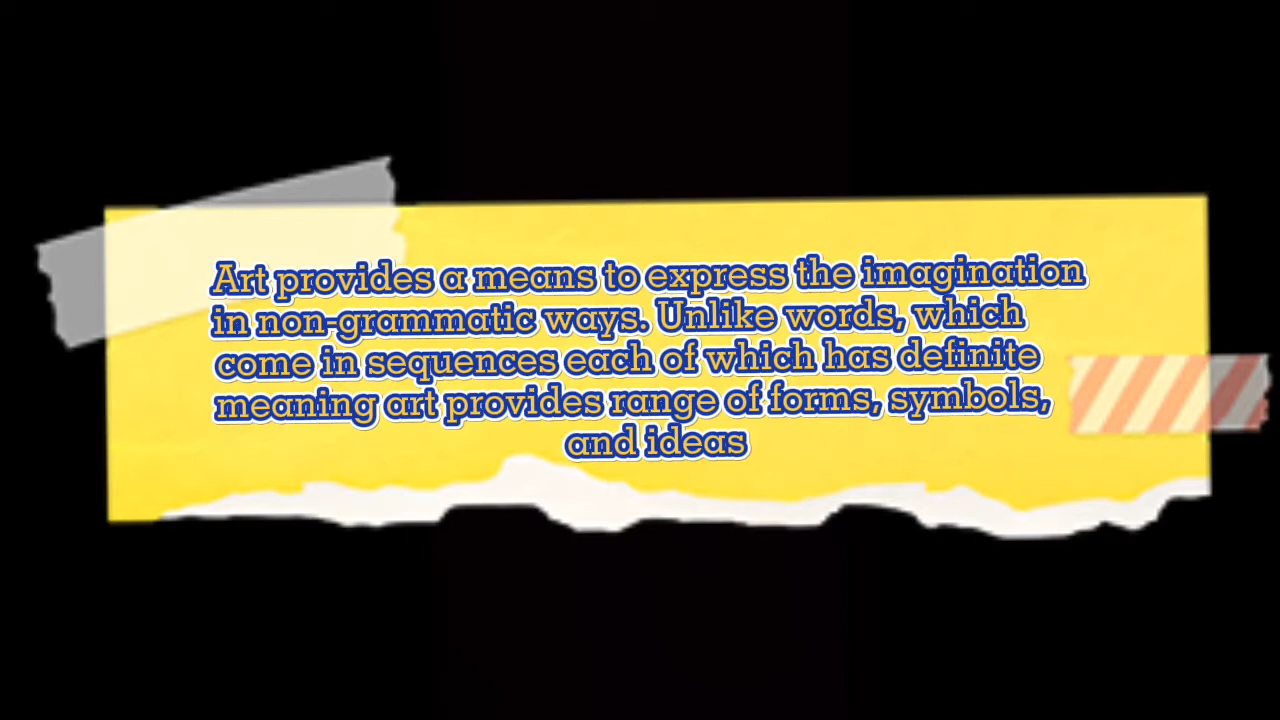 Art provides a means to express the imagination
in non-grammatic ways. Unlike words, which
come in sequences each of which has definite
meaning art provides range of forms, symbols,
and ideas